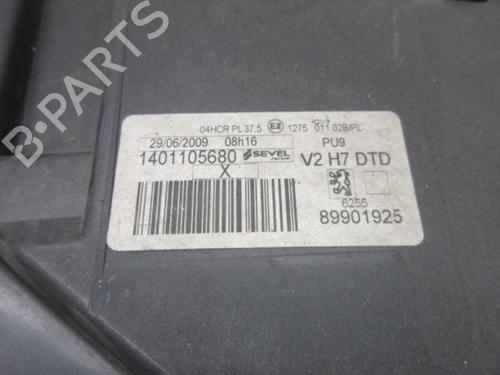 04HCR PL 37.5 E2 1275 011 02B/PL
29/06/2009 08h16 PU9
1401105680 SEVEL V2 H7 DTD
X
6255
89901925
B-PARTS